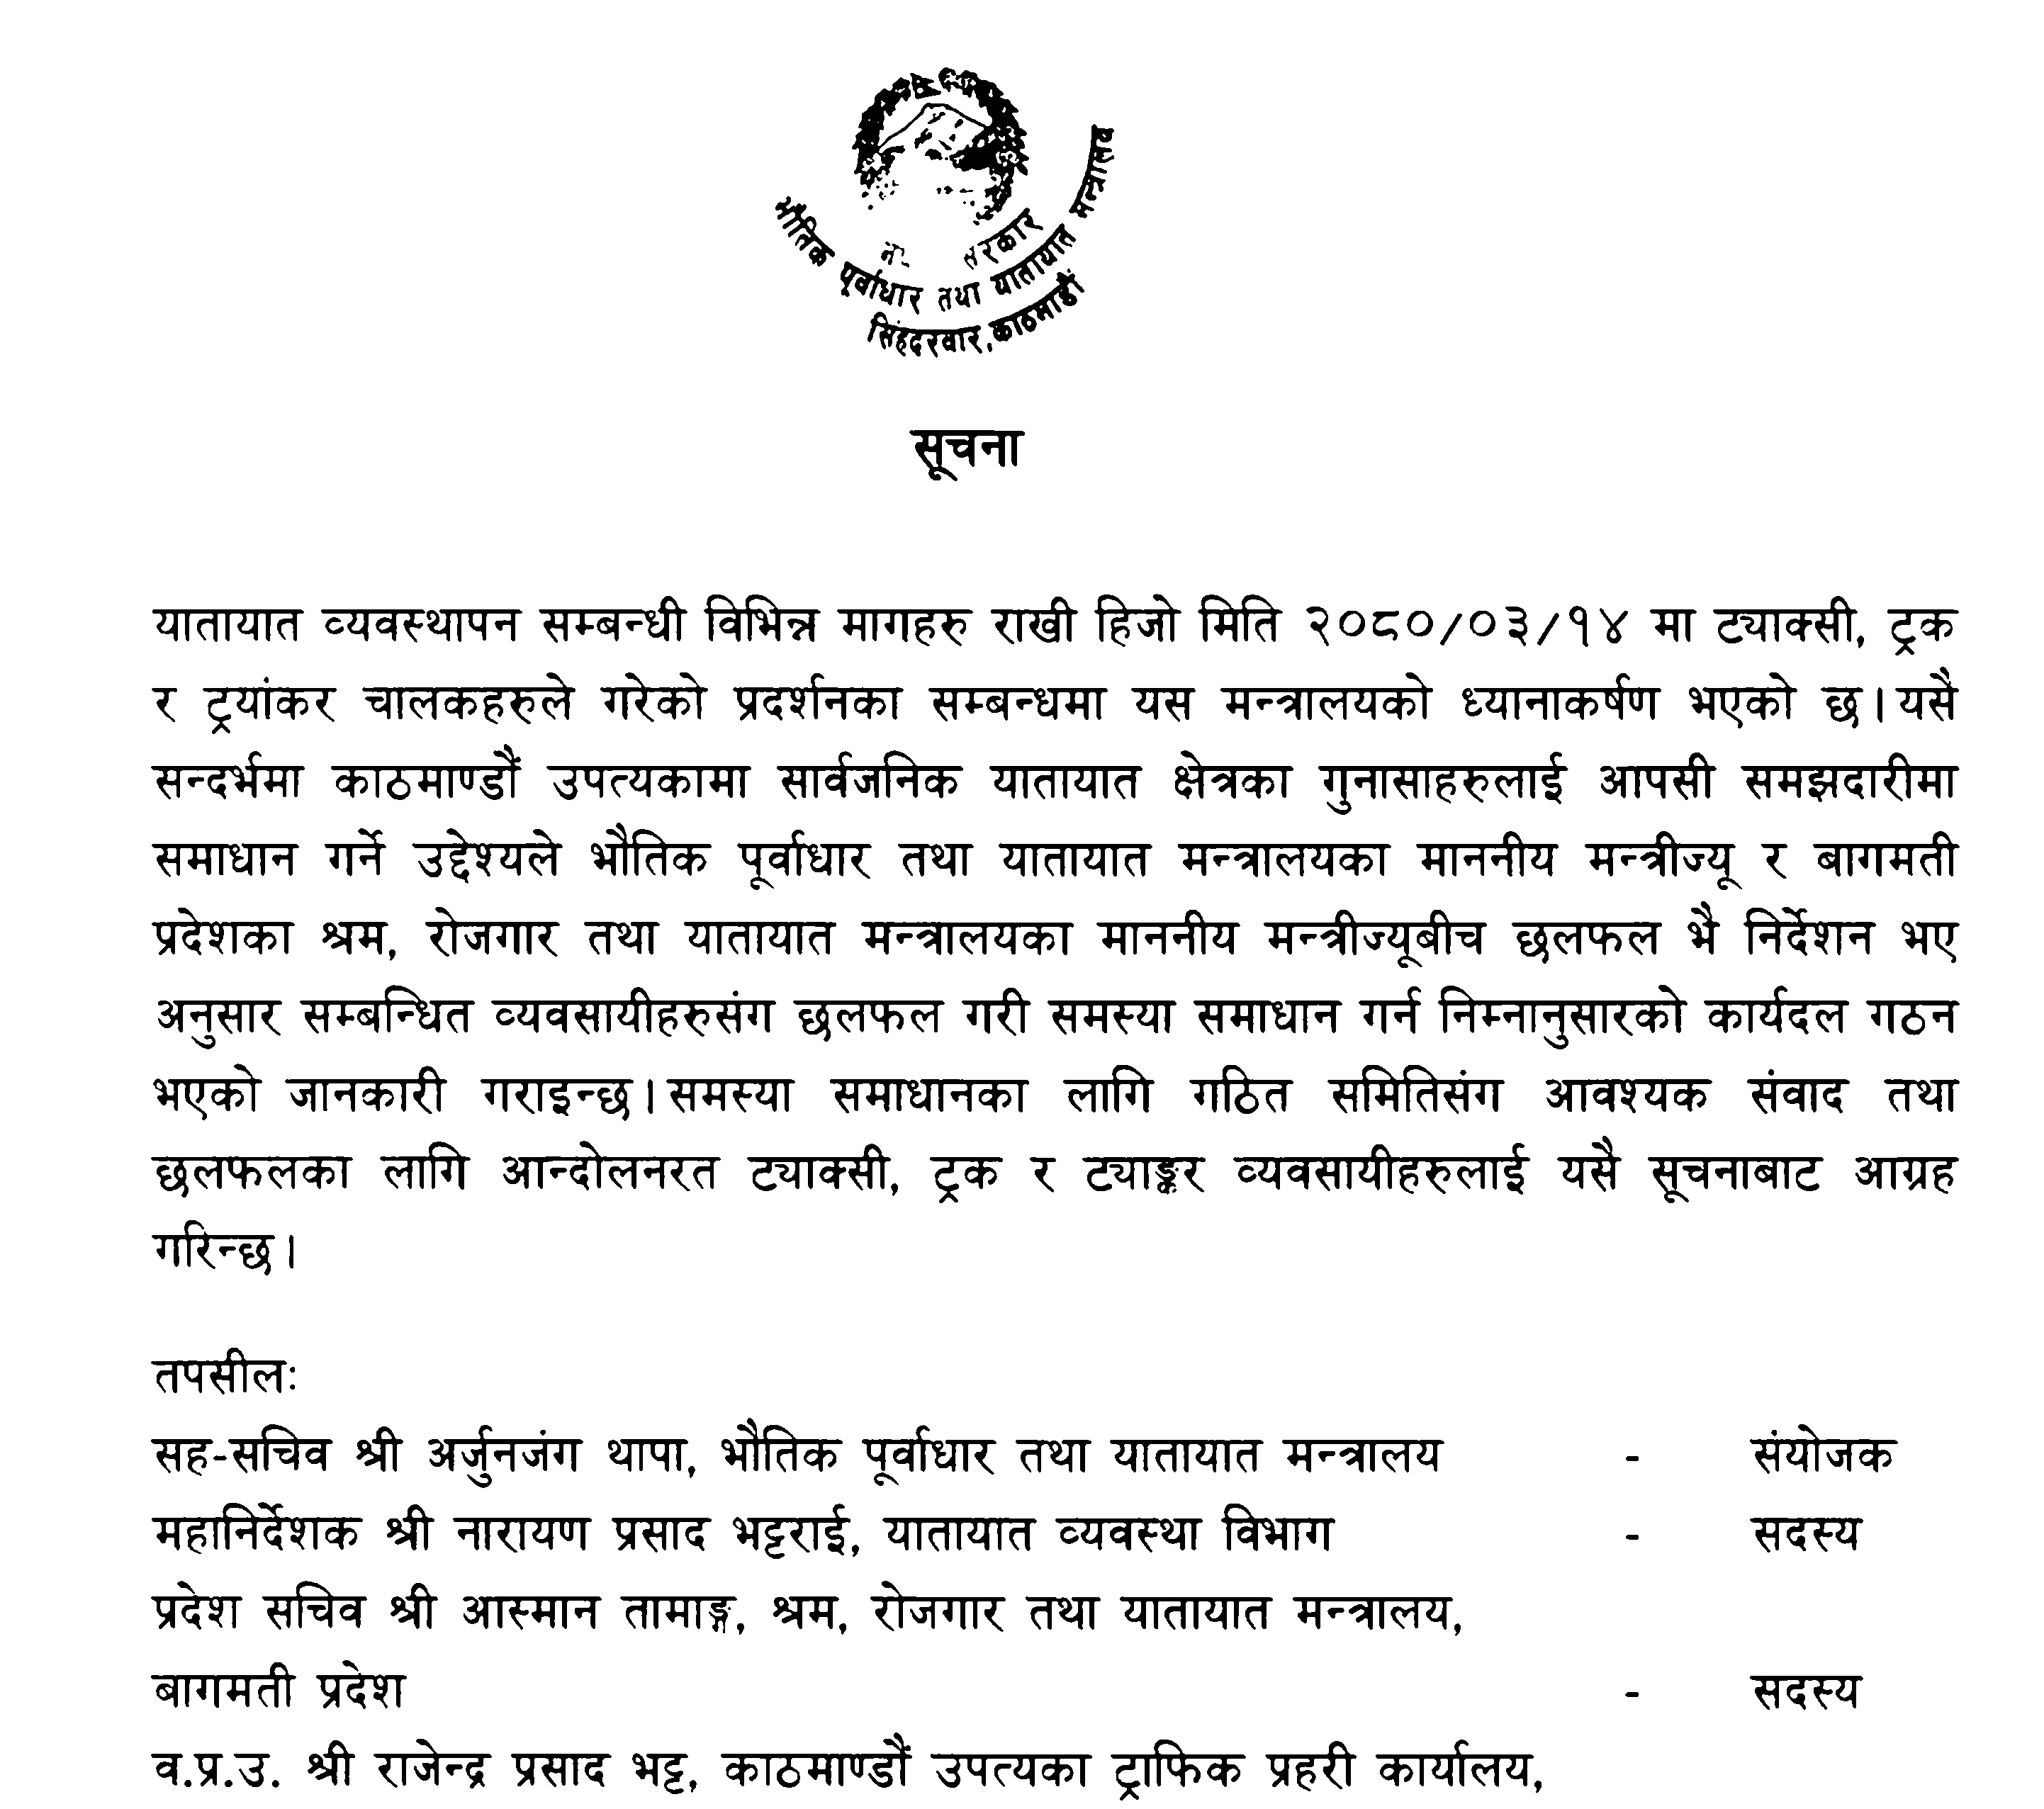 सरकार
भौतिक पूर्वाधार तथा यातायात मन्त्रालय
सिंहदरवार, काठमाडौं
सूचना
यातायात व्यवस्थापन सम्बन्धी विभिन्न मागहरु राखी हिजो मिति २०८०/०३/१४ मा ट्याक्सी, ट्रक
र ट्रयांकर चालकहरुले गरेको प्रदर्शनका सम्बन्धमा यस मन्त्रालयको ध्यानाकर्षण भएको छ। यसै
सन्दर्भमा काठमाण्डौं उपत्यकामा सार्वजनिक यातायात क्षेत्रका गुनासाहरुलाई आपसी समझदारीमा
समाधान गर्ने उद्देश्यले भौतिक पूर्वाधार तथा यातायात मन्त्रालयका माननीय मन्त्रीज्यू र बागमती
प्रदेशका श्रम, रोजगार तथा यातायात मन्त्रालयका माननीय मन्त्रीज्यूबीच छलफल भै निर्देशन भए
अनुसार सम्बन्धित व्यवसायीहरुसंग छलफल गरी समस्या समाधान गर्न निम्नानुसारको कार्यदल गठन
भएको जानकारी गराइन्छ। समस्या समाधानका लागि गठित समितिसंग आवश्यक संवाद तथा
छलफलका लागि आन्दोलनरत ट्याक्सी, ट्रक र ट्याङ्कर व्यवसायीहरुलाई यसै सूचनाबाट आग्रह
गरिन्छ।
तपसीलः
सह-सचिव श्री अर्जुनजंग थापा, भौतिक पूर्वाधार तथा यातायात मन्त्रालय - संयोजक
महानिर्देशक श्री नारायण प्रसाद भट्टराई, यातायात व्यवस्था विभाग - सदस्य
प्रदेश सचिव श्री आस्मान तामाङ्ग, श्रम, रोजगार तथा यातायात मन्त्रालय,
बागमती प्रदेश - सदस्य
व.प्र.उ. श्री राजेन्द्र प्रसाद भट्ट, काठमाण्डौं उपत्यका ट्राफिक प्रहरी कार्यालय,